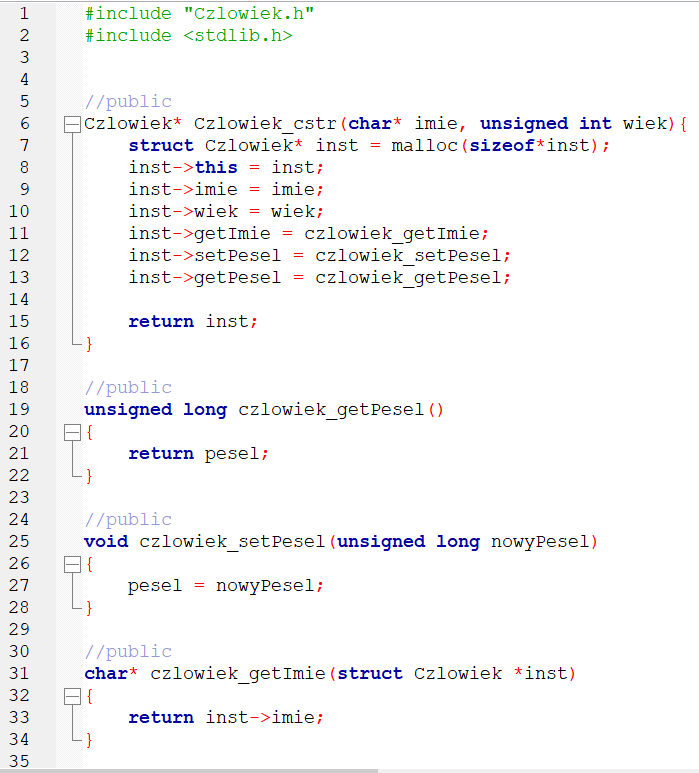 1 #include "Czlowiek.h"
2 #include <stdlib.h>
3
4
5 //public
6 Czlowiek* Czlowiek_cstr(char* imie, unsigned int wiek){
7     struct Czlowiek* inst = malloc(sizeof*inst);
8     inst->this = inst;
9     inst->imie = imie;
10     inst->wiek = wiek;
11     inst->getImie = czlowiek_getImie;
12     inst->setPesel = czlowiek_setPesel;
13     inst->getPesel = czlowiek_getPesel;
14
15     return inst;
16 }
17
18 //public
19 unsigned long czlowiek_getPesel()
20 {
21     return pesel;
22 }
23
24 //public
25 void czlowiek_setPesel(unsigned long nowyPesel)
26 {
27     pesel = nowyPesel;
28 }
29
30 //public
31 char* czlowiek_getImie(struct Czlowiek *inst)
32 {
33     return inst->imie;
34 }
35